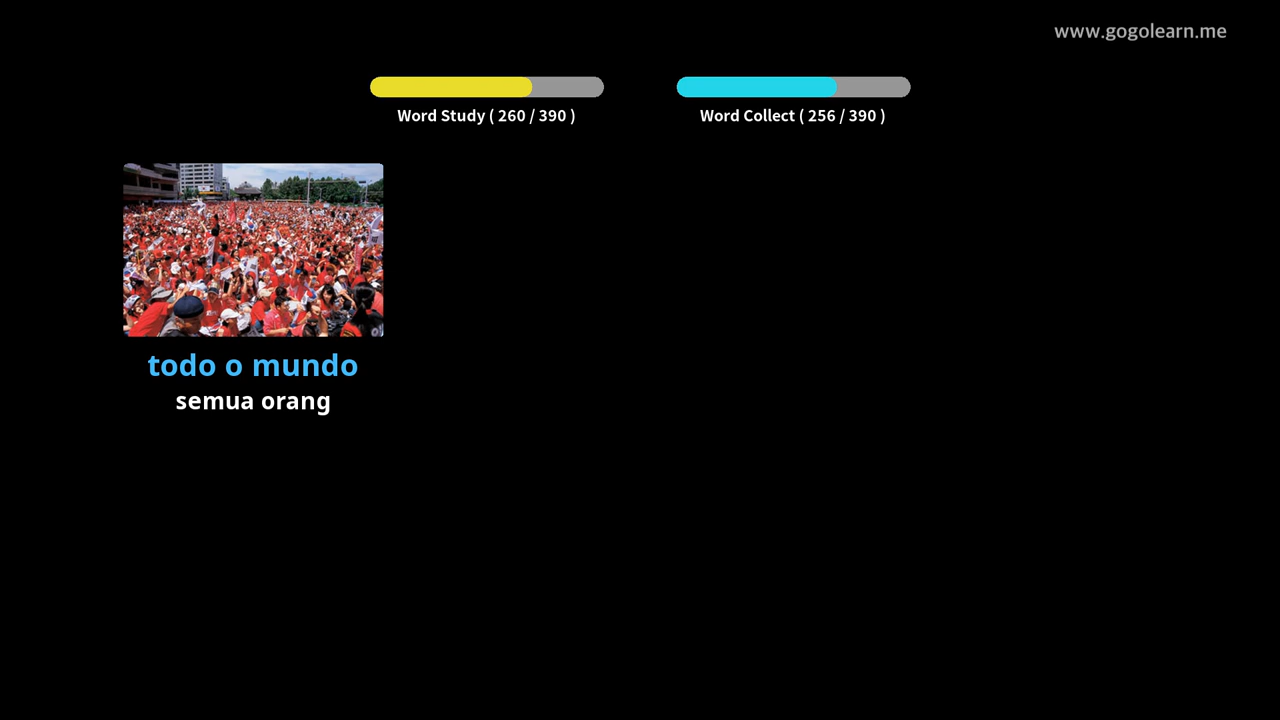 www.gogolearn.me
Word Study ( 260 / 390 )
Word Collect ( 256 / 390 )
todo o mundo
semua orang